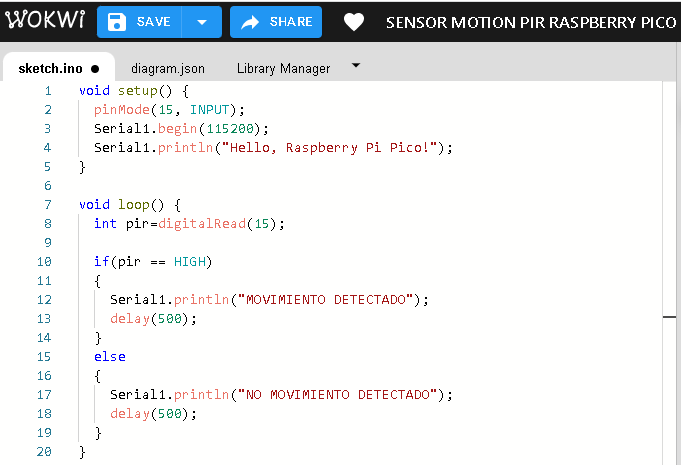 WOKWI SAVE SHARE SENSOR MOTION PIR RASPBERRY PICO
sketch.ino ● diagram.json Library Manager
1 void setup() {
2 pinMode(15, INPUT);
3 Serial1.begin(115200);
4 Serial1.println("Hello, Raspberry Pi Pico!");
5 }
6
7 void loop() {
8 int pir=digitalRead(15);
9
10 if(pir == HIGH)
11 {
12 Serial1.println("MOVIMIENTO DETECTADO");
13 delay(500);
14 }
15 else
16 {
17 Serial1.println("NO MOVIMIENTO DETECTADO");
18 delay(500);
19 }
20 }